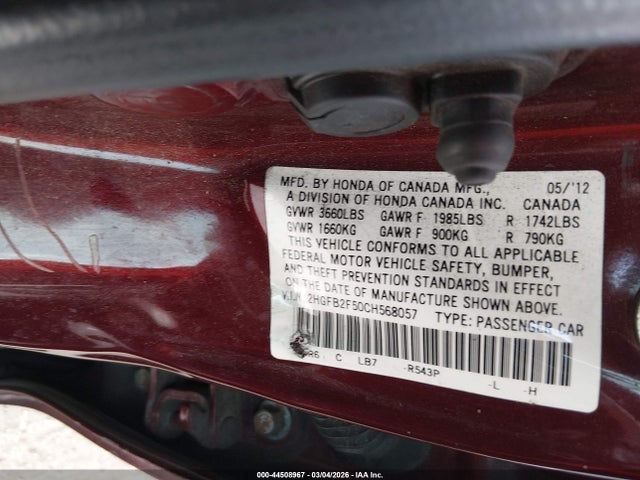 MFD. BY HONDA OF CANADA MFG., 05/'12
A DIVISION OF HONDA CANADA INC. CANADA
GVWR 3660LBS GAWR F 1985LBS R 1742LBS
GVWR 1660KG GAWR F 900KG R 790KG
THIS VEHICLE CONFORMS TO ALL APPLICABLE
FEDERAL MOTOR VEHICLE SAFETY, BUMPER,
AND THEFT PREVENTION STANDARDS IN EFFECT
ON THE DATE OF MANUFACTURE SHOWN ABOVE.
V.I.N. 2HGFB2F50CH568057 TYPE: PASSENGER CAR
R6 C LB7 -R543P -L -H
000-44508967 - 03/04/2026 - IAA Inc.